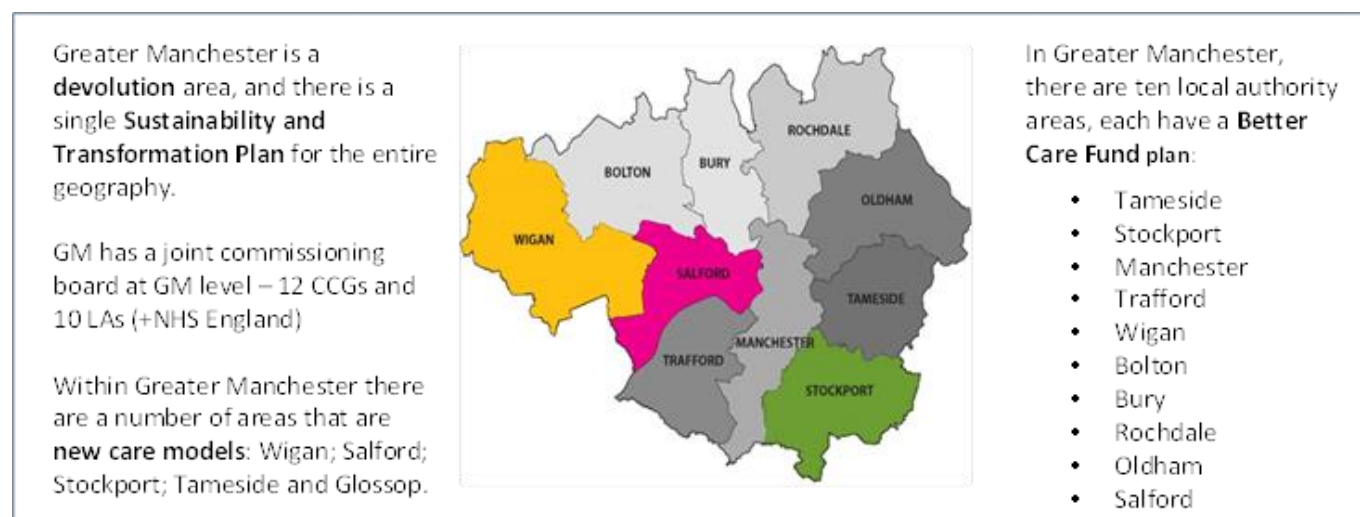 Greater Manchester is a
devolution area, and there is a
single Sustainability and
Transformation Plan for the entire
geography.
GM has a joint commissioning
board at GM level – 12 CCGs and
10 LAs (+NHS England)
Within Greater Manchester there
are a number of areas that are
new care models: Wigan; Salford;
Stockport; Tameside and Glossop.
ROCHDALE
BURY
BOLTON
OLDHAM
WIGAN
SALFORD
TAMESIDE
MANCHESTER
TRAFFORD
STOCKPORT
In Greater Manchester,
there are ten local authority
areas, each have a Better
Care Fund plan:
• Tameside
• Stockport
• Manchester
• Trafford
• Wigan
• Bolton
• Bury
• Rochdale
• Oldham
• Salford